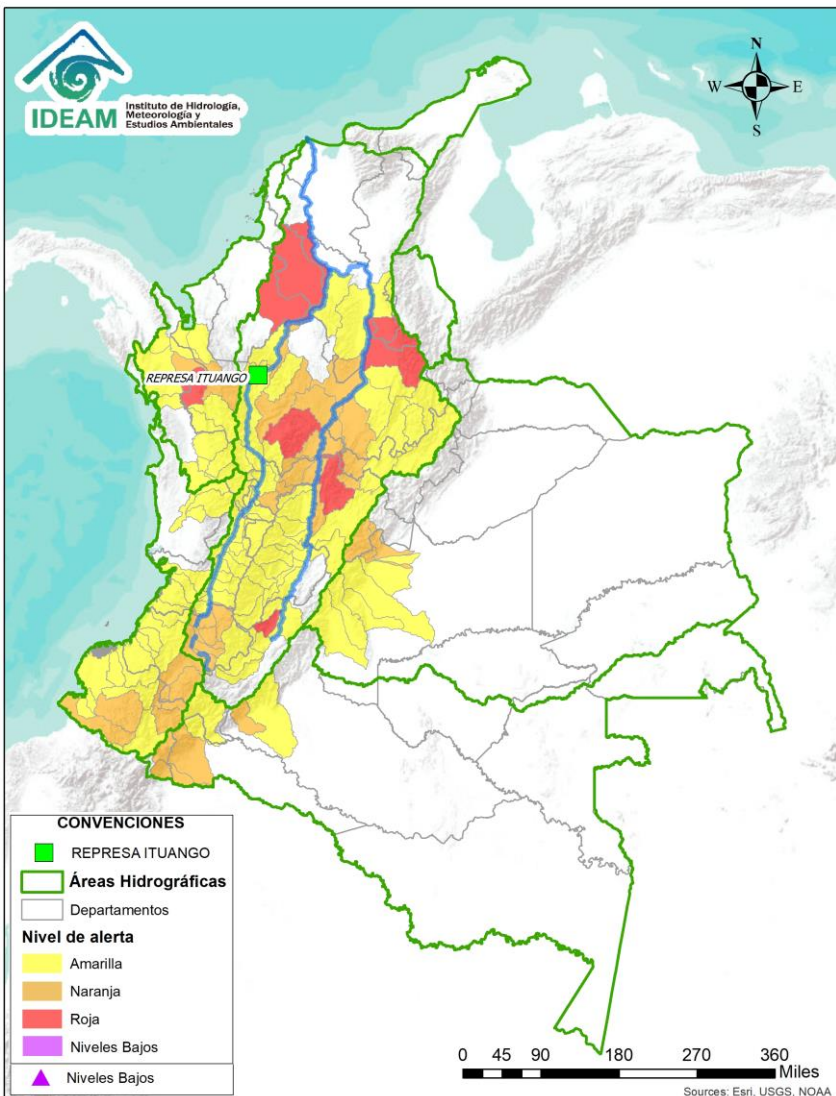 IDEAM
Instituto de Hidrología,
Meteorología y
Estudios Ambientales
N
W
E
S
REPRESA ITUANGO
CONVENCIONES
REPRESA ITUANGO
Áreas Hidrográficas
Departamentos
Nivel de alerta
Amarilla
Naranja
Roja
Niveles Bajos
Niveles Bajos
0 45 90 180 270 360
Miles
Sources: Esri, USGS, NOAA